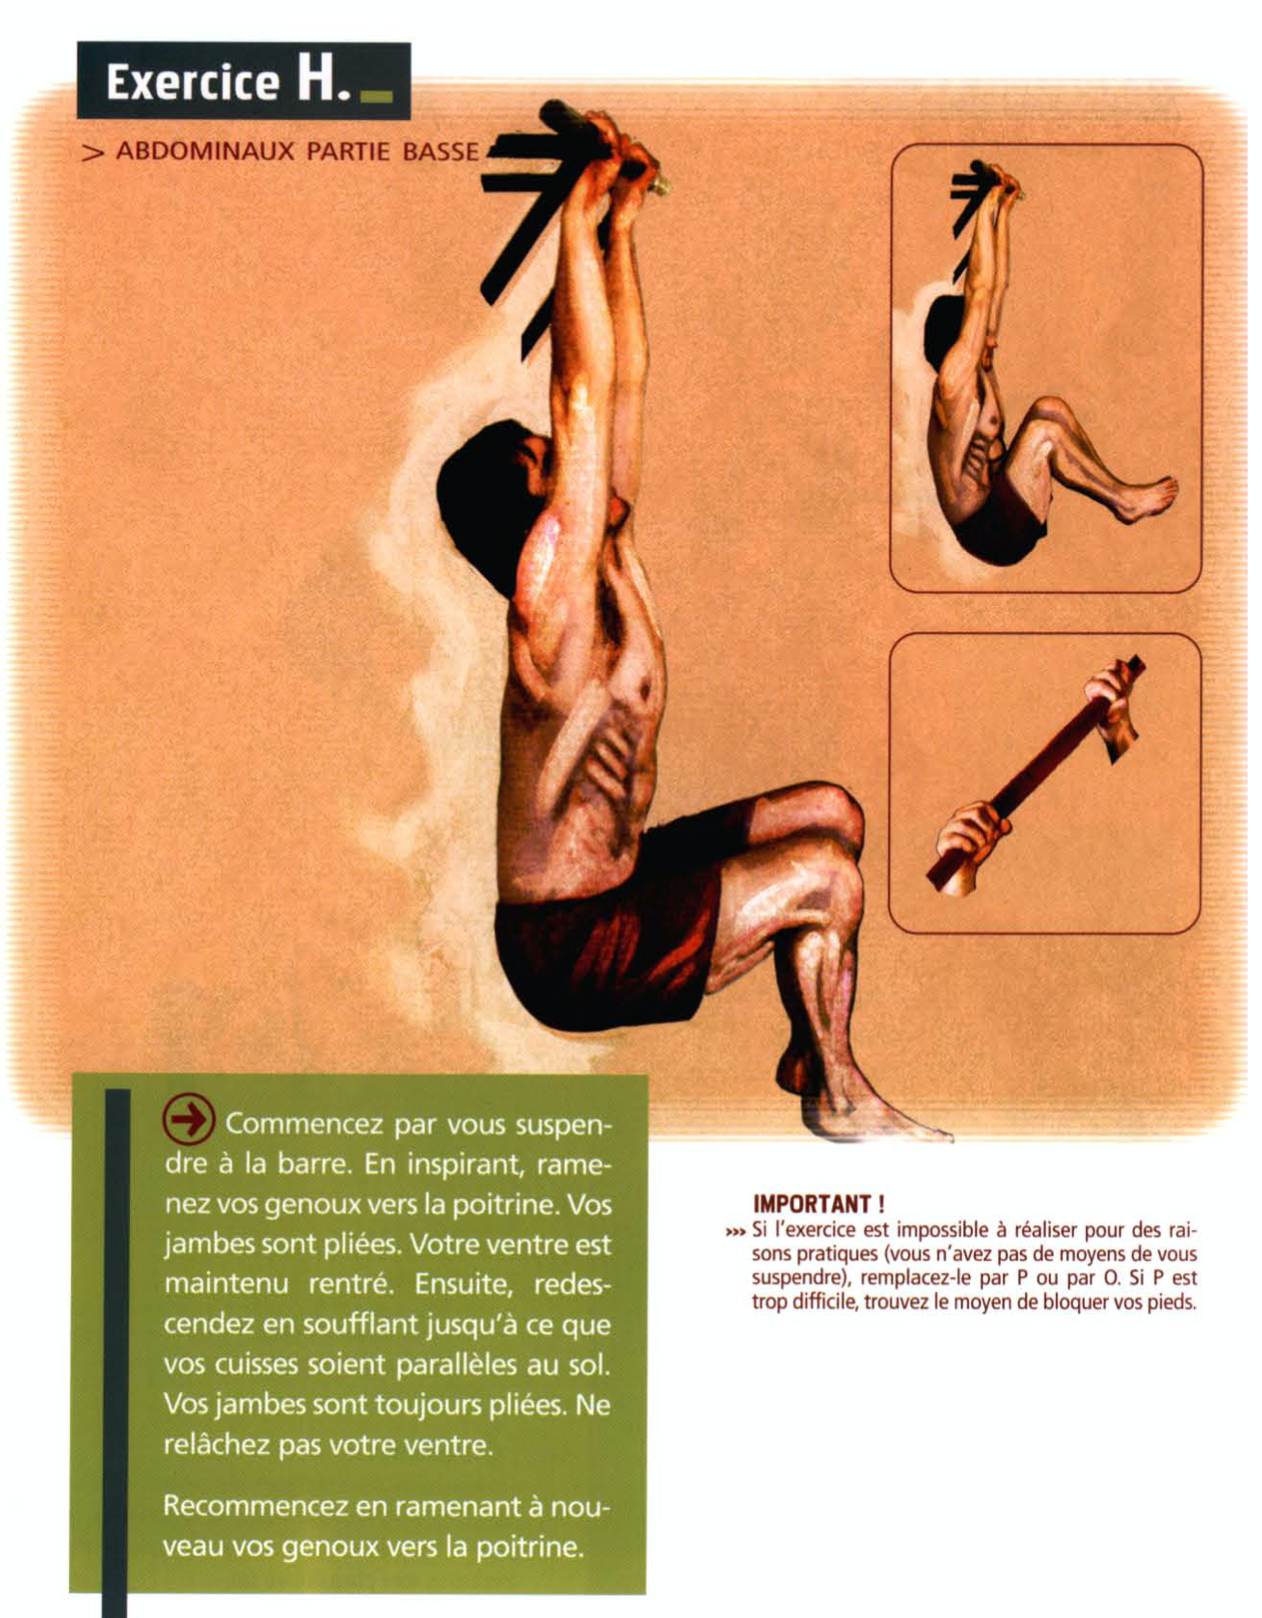 Exercice H.
> ABDOMINAUX PARTIE BASSE
Commencez par vous suspen-
dre à la barre. En inspirant, rame-
nez vos genoux vers la poitrine. Vos
jambes sont pliées. Votre ventre est
maintenu rentré. Ensuite, redes-
cendez en soufflant jusqu'à ce que
vos cuisses soient parallèles au sol.
Vos jambes sont toujours pliées. Ne
relâchez pas votre ventre.
Recommencez en ramenant à nou-
veau vos genoux vers la poitrine.
IMPORTANT !
»» Si l'exercice est impossible à réaliser pour des rai-
sons pratiques (vous n'avez pas de moyens de vous
suspendre), remplacez-le par P ou par O. Si P est
trop difficile, trouvez le moyen de bloquer vos pieds.